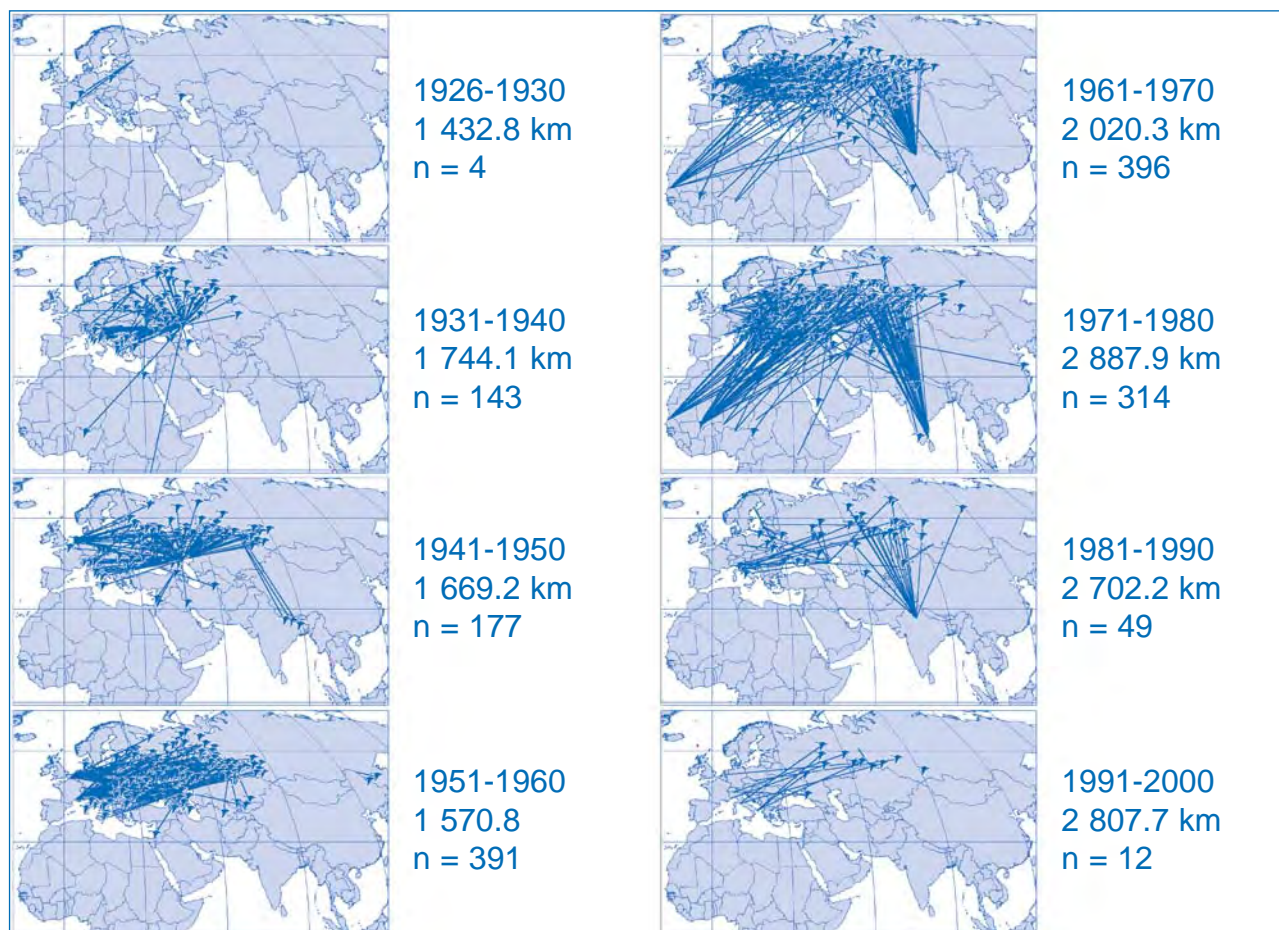 1926-1930
1 432.8 km
n = 4
1931-1940
1 744.1 km
n = 143
1941-1950
1 669.2 km
n = 177
1951-1960
1 570.8
n = 391
1961-1970
2 020.3 km
n = 396
1971-1980
2 887.9 km
n = 314
1981-1990
2 702.2 km
n = 49
1991-2000
2 807.7 km
n = 12